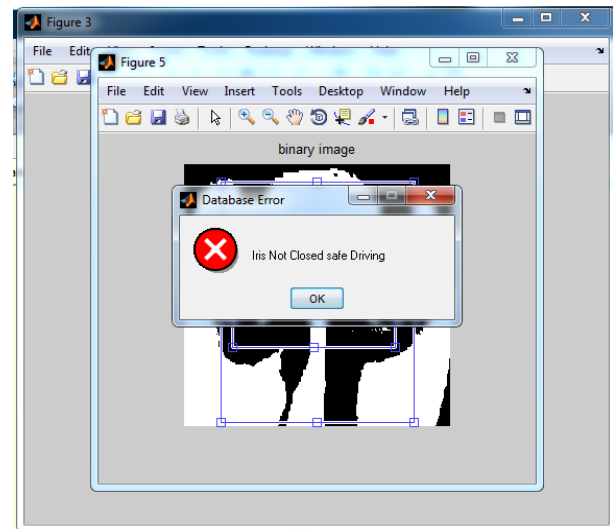 Figure 3
File
Figure 5
File Edit View Insert Tools Desktop Window Help
binary image
Database Error
Iris Not Closed safe Driving
OK